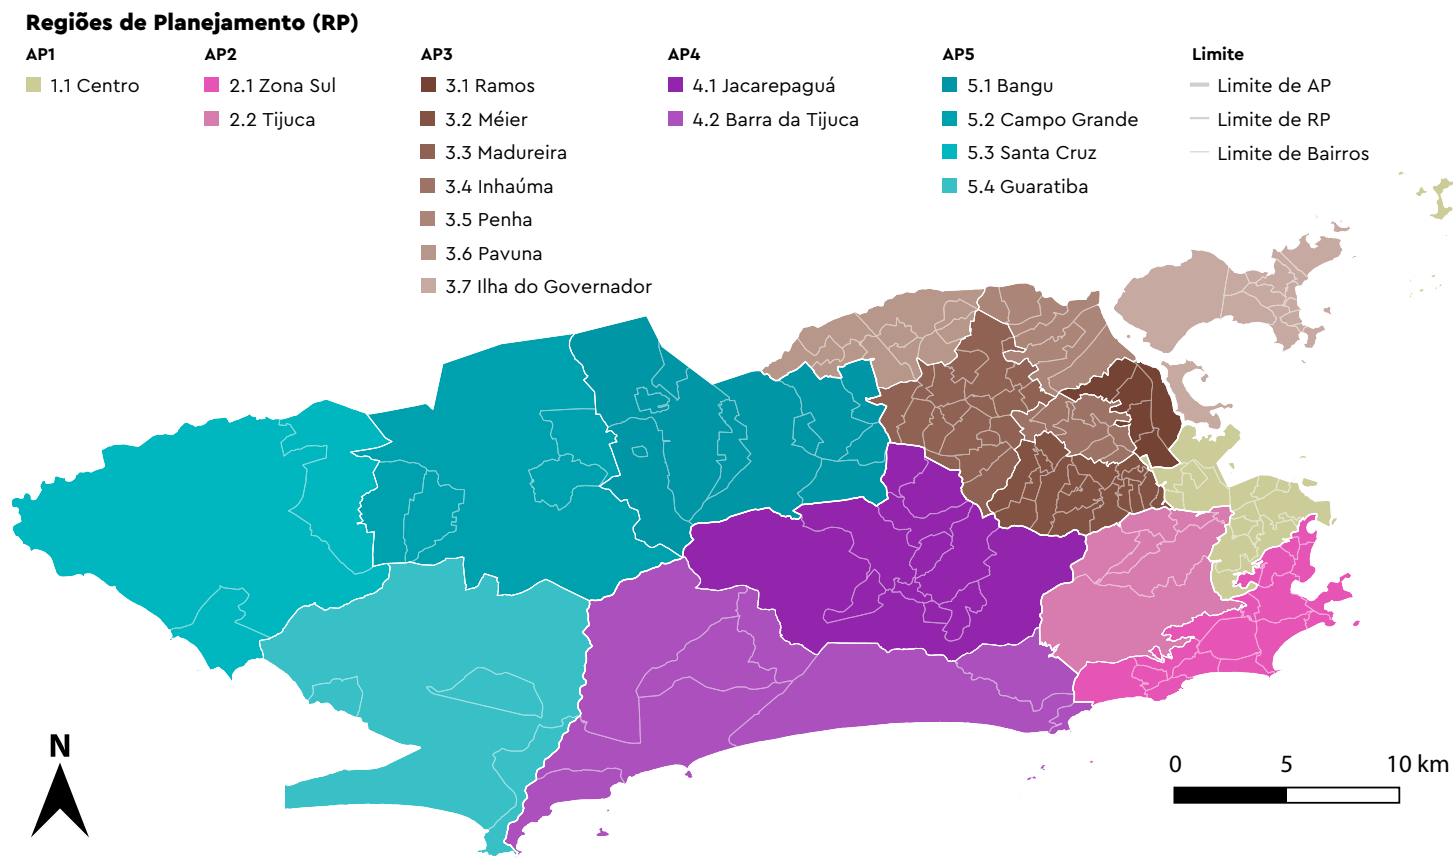 Regiões de Planejamento (RP)
AP1
1.1 Centro
AP2
2.1 Zona Sul
2.2 Tijuca
AP3
3.1 Ramos
3.2 Méier
3.3 Madureira
3.4 Inhaúma
3.5 Penha
3.6 Pavuna
3.7 Ilha do Governador
AP4
4.1 Jacarepaguá
4.2 Barra da Tijuca
AP5
5.1 Bangu
5.2 Campo Grande
5.3 Santa Cruz
5.4 Guaratiba
Limite
Limite de AP
Limite de RP
Limite de Bairros
N
0 5 10 km